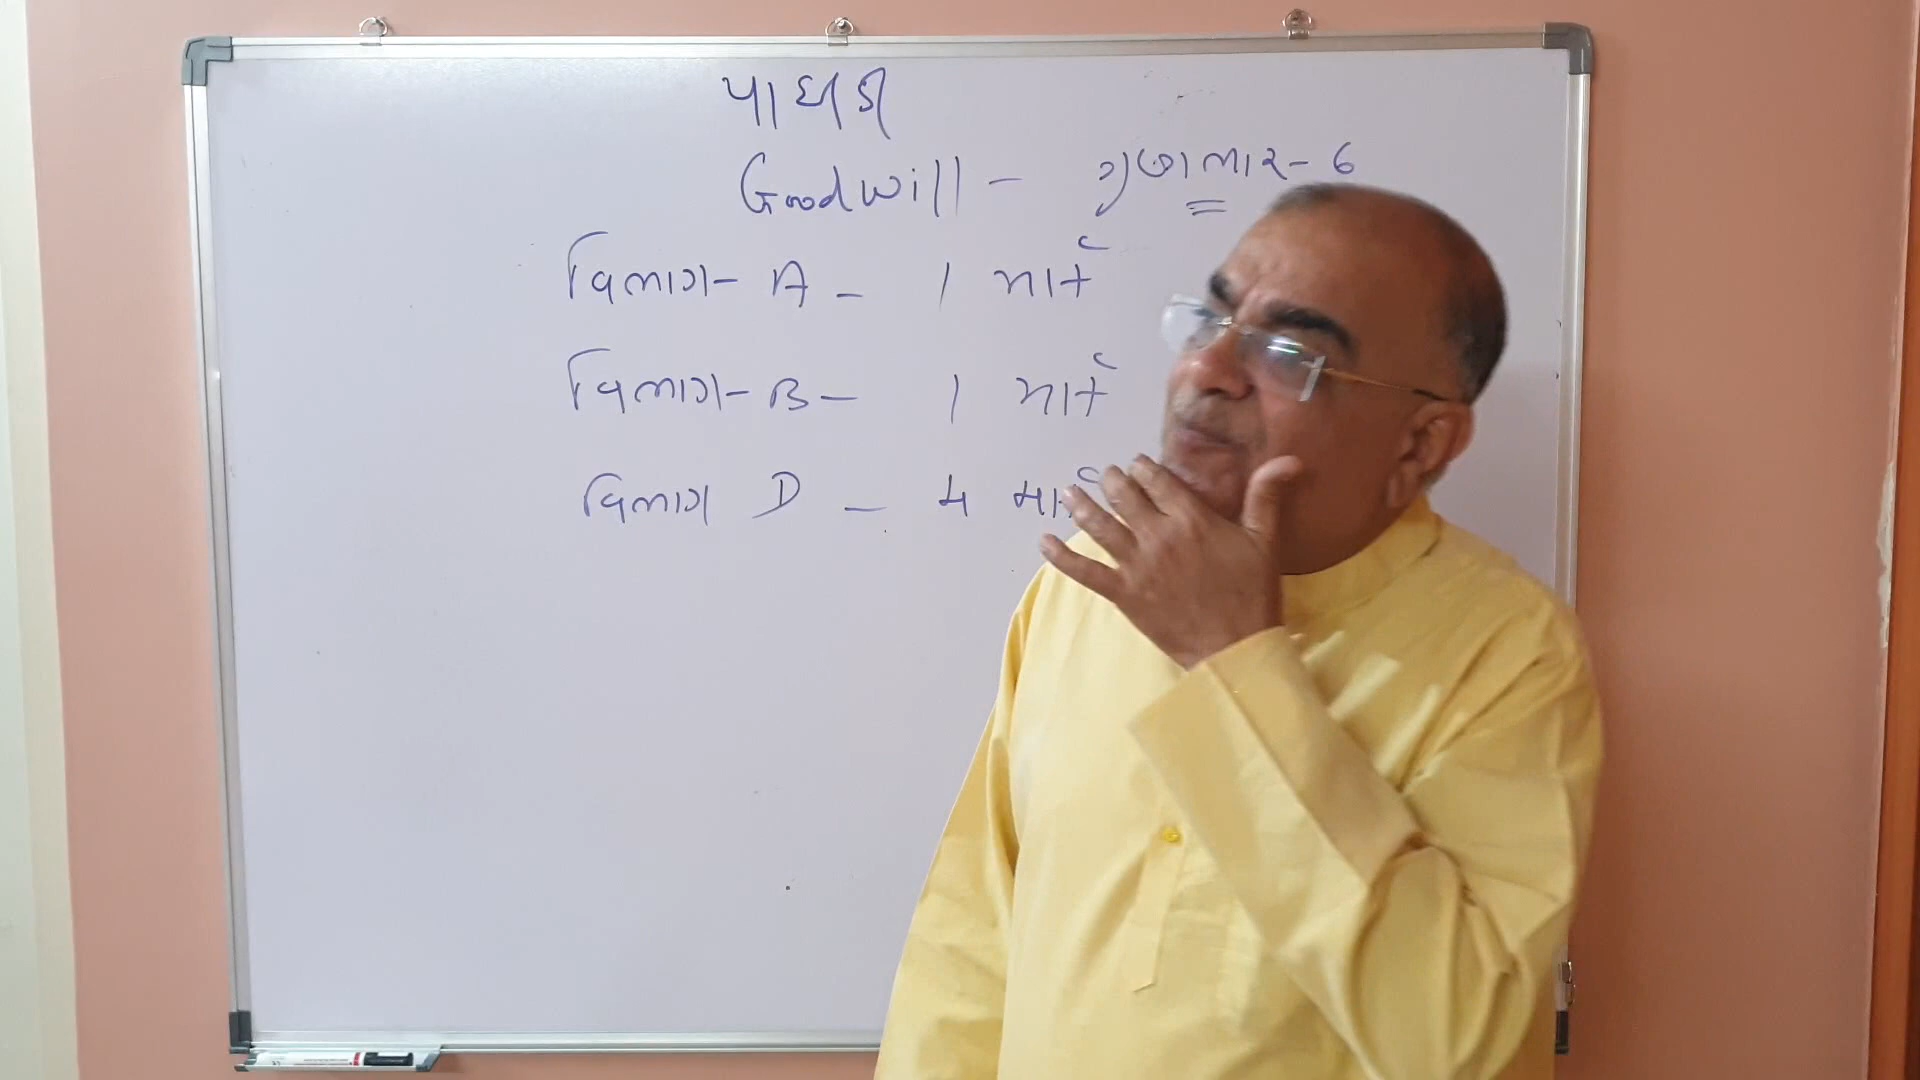 પાઘડી
Goodwill - ગુણભાર - 6
વિભાગ - A - 1 માર્ક
વિભાગ - B - 1 માર્ક
વિભાગ D - 4 માર્ક